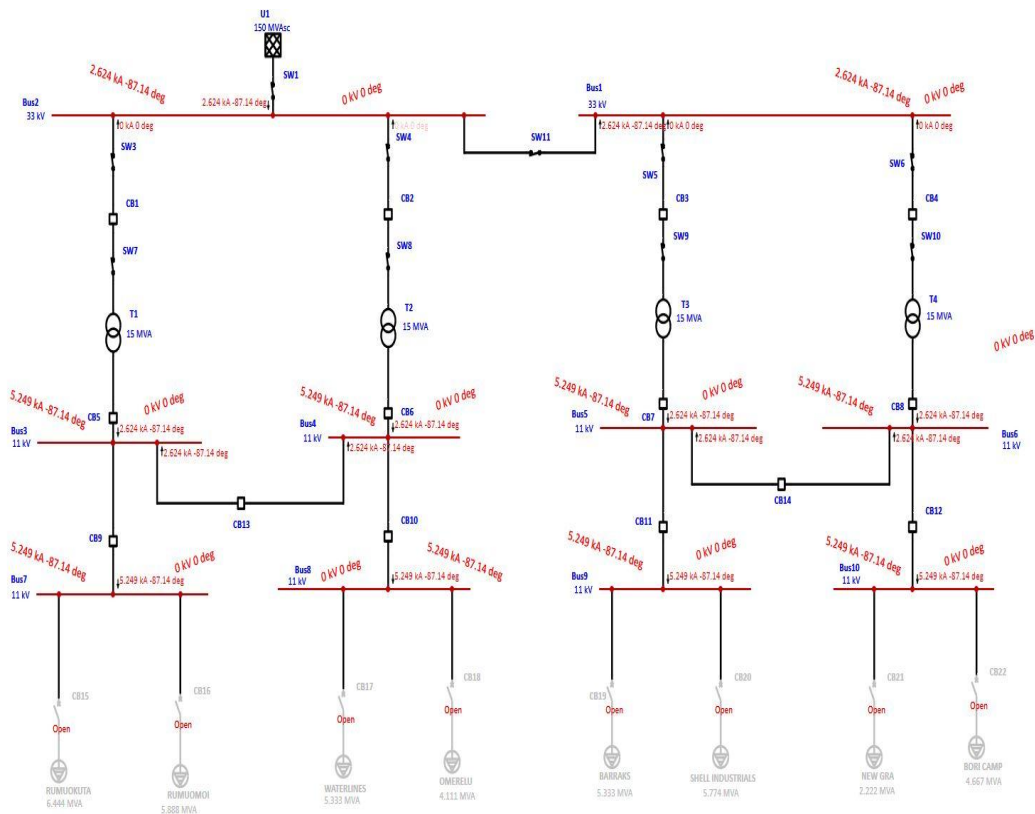 U1
150 MVAsc
SW1
2.624 kA -87.14 deg
2.624 kA -87.14 deg
0 kV 0 deg
Bus2
33 kV
0 kA 0 deg
0 kA 0 deg
Bus1
33 kV
2.624 kA -87.14 deg
0 kA 0 deg
2.624 kA -87.14 deg
0 kV 0 deg
0 kA 0 deg
SW3
SW4
SW11
SW5
SW6
CB1
CB2
CB3
CB4
SW7
SW8
SW9
SW10
T1
15 MVA
T2
15 MVA
T3
15 MVA
T4
15 MVA
0 kV 0 deg
5.249 kA -87.14 deg
0 kV 0 deg
CB5
2.624 kA -87.14 deg
Bus3
11 kV
2.624 kA -87.14 deg
5.249 kA -87.14 deg
0 kV 0 deg
CB6
2.624 kA -87.14 deg
Bus4
11 kV
2.624 kA -87.14 deg
5.249 kA -87.14 deg
0 kV 0 deg
CB7
2.624 kA -87.14 deg
Bus5
11 kV
2.624 kA -87.14 deg
5.249 kA -87.14 deg
CB8
2.624 kA -87.14 deg
Bus6
11 kV
2.624 kA -87.14 deg
CB13
CB14
CB9
CB10
CB11
CB12
5.249 kA -87.14 deg
0 kV 0 deg
Bus7
11 kV
5.249 kA -87.14 deg
Bus8
11 kV
0 kV 0 deg
5.249 kA -87.14 deg
5.249 kA -87.14 deg
5.249 kA -87.14 deg
0 kV 0 deg
Bus9
11 kV
5.249 kA -87.14 deg
5.249 kA -87.14 deg
0 kV 0 deg
Bus10
11 kV
5.249 kA -87.14 deg
CB15
Open
CB16
Open
CB17
Open
CB18
Open
CB19
Open
CB20
Open
CB21
Open
CB22
Open
RUMUOKUTA
6.444 MVA
RUMUOMOI
5.888 MVA
WATERLINES
5.333 MVA
OMERELU
4.111 MVA
BARRAKS
5.333 MVA
SHELL INDUSTRIALS
5.774 MVA
NEW GRA
2.222 MVA
BORI CAMP
4.667 MVA